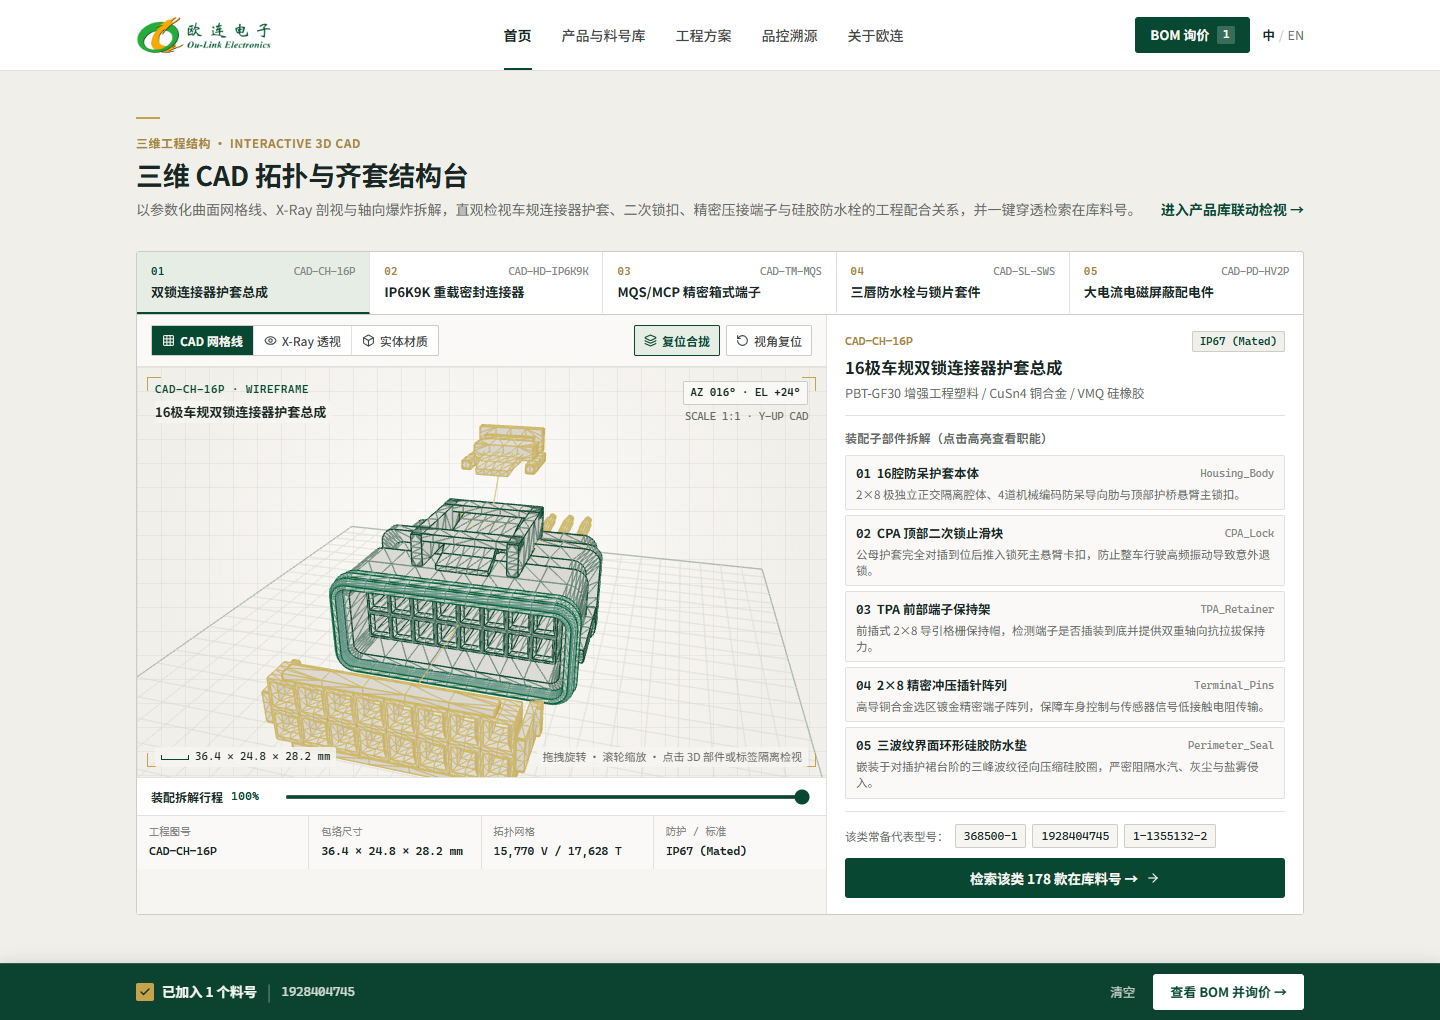 欧连电子
Ou-Link Electronics
首页
产品与料号库
工程方案
品控溯源
关于欧连
BOM 询价 1
中 / EN
三维工程结构 • INTERACTIVE 3D CAD
三维 CAD 拓扑与齐套结构台
以参数化曲面网格线、X-Ray 剖视与轴向爆炸拆解，直观检视车规连接器护套、二次锁扣、精密压接端子与硅胶防水栓的工程配合关系，并一键穿透检索在库料号。
进入产品库联动检视 →
01 CAD-CH-16P
双锁连接器护套总成
02 CAD-HD-IP6K9K
IP6K9K 重载密封连接器
03 CAD-TM-MQS
MQS/MCP 精密箱式端子
04 CAD-SL-SWS
三唇防水栓与锁片套件
05 CAD-PD-HV2P
大电流电磁屏蔽配电件
CAD 网格线
X-Ray 透视
实体材质
复位合拢
视角复位
CAD-CH-16P · WIREFRAME
16极车规双锁连接器护套总成
AZ 016° · EL +24°
SCALE 1:1 · Y-UP CAD
36.4 × 24.8 × 28.2 mm
拖拽旋转 • 滚轮缩放 • 点击 3D 部件或标签隔离检视
装配拆解行程 100%
工程图号
CAD-CH-16P
包络尺寸
36.4 × 24.8 × 28.2 mm
拓扑网格
15,770 V / 17,628 T
防护 / 标准
IP67 (Mated)
CAD-CH-16P
IP67 (Mated)
16极车规双锁连接器护套总成
PBT-GF30 增强工程塑料 / CuSn4 铜合金 / VMQ 硅橡胶
装配子部件拆解（点击高亮查看职能）
01 16腔防呆护套本体 Housing_Body
2×8 极独立正交隔离腔体、4道机械编码防呆导向肋与顶部护桥悬臂主锁扣。
02 CPA 顶部二次锁止滑块 CPA_Lock
公母护套完全对插到位后推入锁死主悬臂卡扣，防止整车行驶高频振动导致意外退
锁。
03 TPA 前部端子保持架 TPA_Retainer
前插式 2×8 导引格栅保持帽，检测端子是否插装到底并提供双重轴向抗拉拔保持
力。
04 2×8 精密冲压插针阵列 Terminal_Pins
高导铜合金选区镀金精密端子阵列，保障车身控制与传感器信号低接触电阻传输。
05 三波纹界面环形硅胶防水垫 Perimeter_Seal
嵌装于对插护裙台阶的三峰波纹径向压缩硅胶圈，严密阻隔水汽、灰尘与盐雾侵
入。
该类常备代表型号： 368500-1 1928404745 1-1355132-2
检索该类 178 款在库料号 → →
已加入 1 个料号
1928404745
清空
查看 BOM 并询价 →